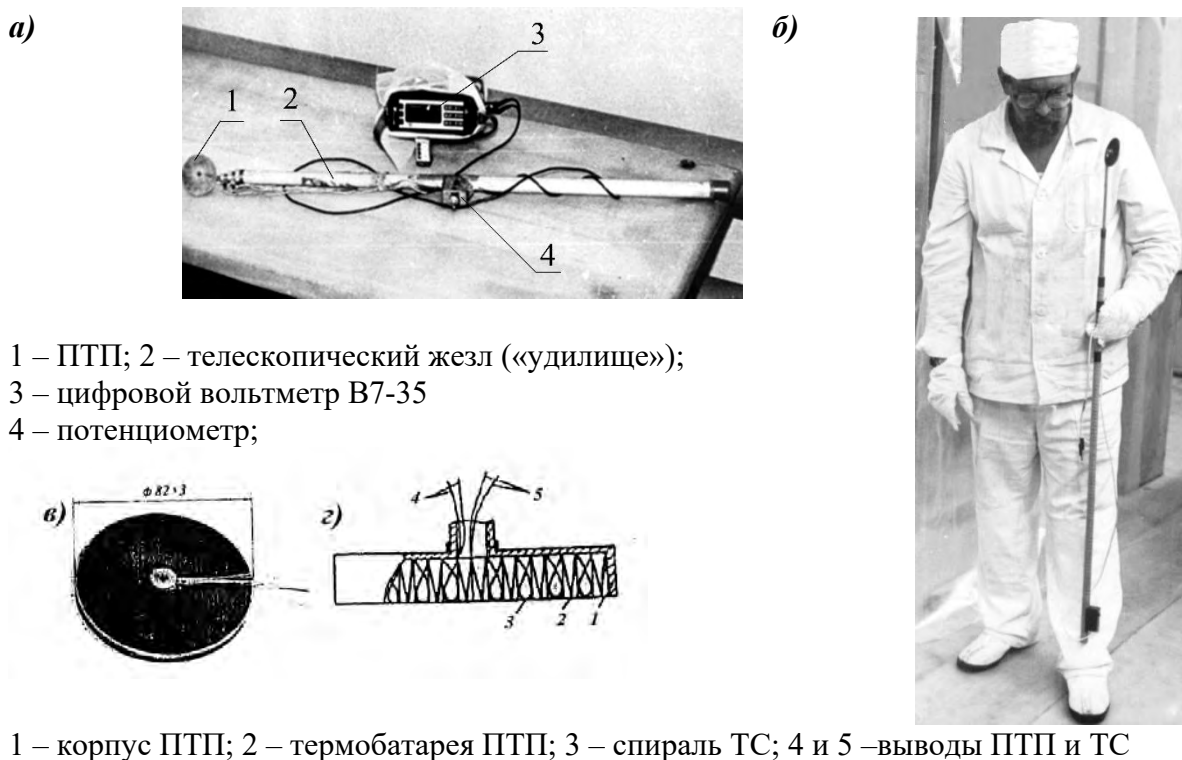 а)
б)
1
2
3
4
1 – ПТП; 2 – телескопический жезл («удилище»);
3 – цифровой вольтметр В7-35
4 – потенциометр;
в)
ф 82×3
г)
4
5
3
2
1
1 – корпус ПТП; 2 – термобатарея ПТП; 3 – спираль ТС; 4 и 5 –выводы ПТП и ТС